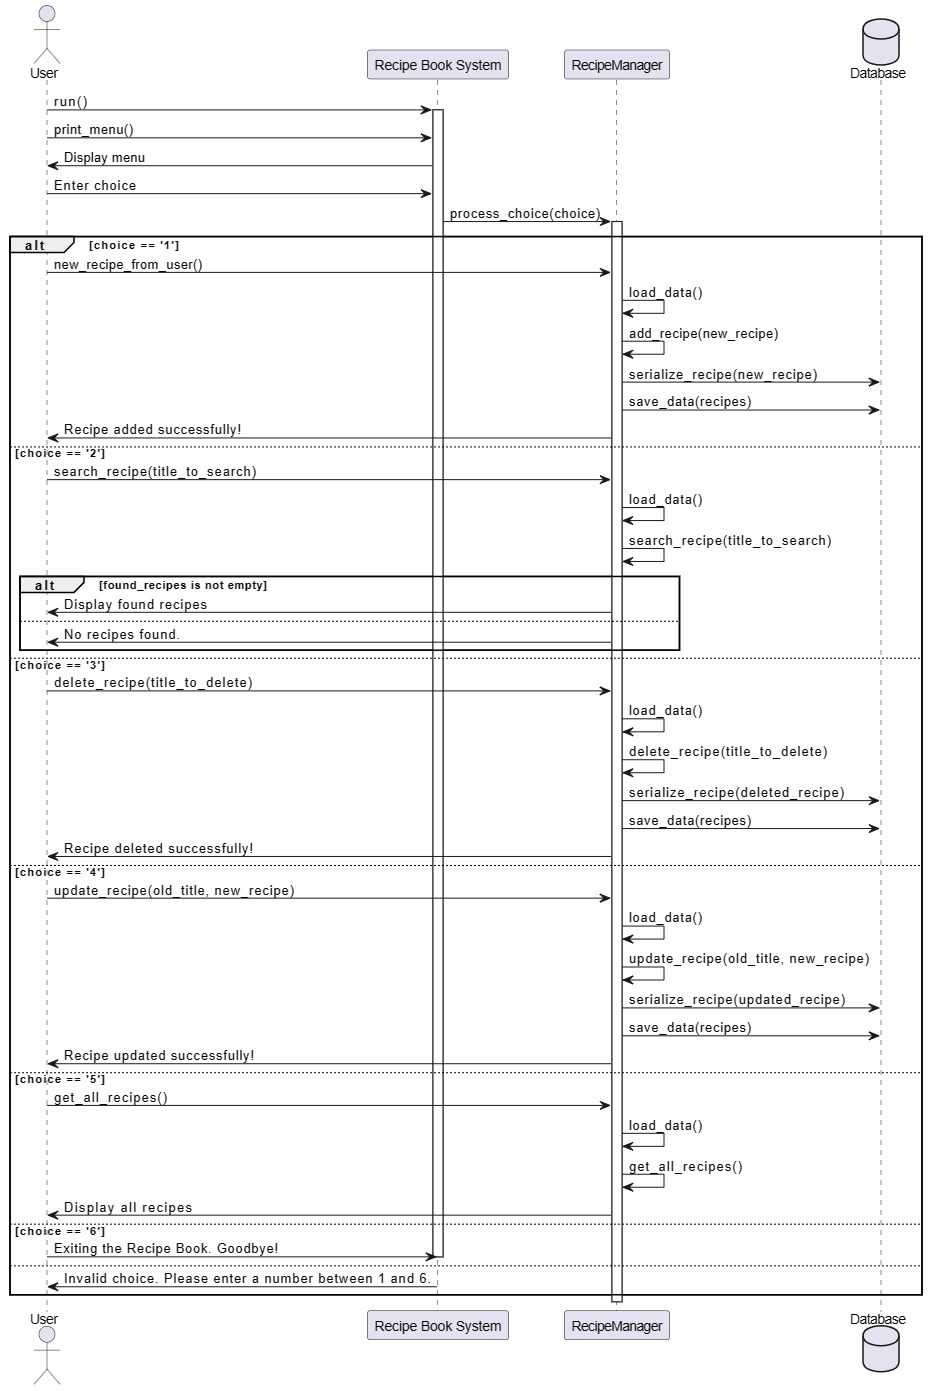 User
Recipe Book System
RecipeManager
Database
run()
print_menu()
Display menu
Enter choice
process_choice(choice)
alt [choice == '1']
new_recipe_from_user()
load_data()
add_recipe(new_recipe)
serialize_recipe(new_recipe)
save_data(recipes)
Recipe added successfully!
[choice == '2']
search_recipe(title_to_search)
load_data()
search_recipe(title_to_search)
alt [found_recipes is not empty]
Display found recipes
No recipes found.
[choice == '3']
delete_recipe(title_to_delete)
load_data()
delete_recipe(title_to_delete)
serialize_recipe(deleted_recipe)
save_data(recipes)
Recipe deleted successfully!
[choice == '4']
update_recipe(old_title, new_recipe)
load_data()
update_recipe(old_title, new_recipe)
serialize_recipe(updated_recipe)
save_data(recipes)
Recipe updated successfully!
[choice == '5']
get_all_recipes()
load_data()
get_all_recipes()
Display all recipes
[choice == '6']
Exiting the Recipe Book. Goodbye!
Invalid choice. Please enter a number between 1 and 6.
User
Recipe Book System
RecipeManager
Database